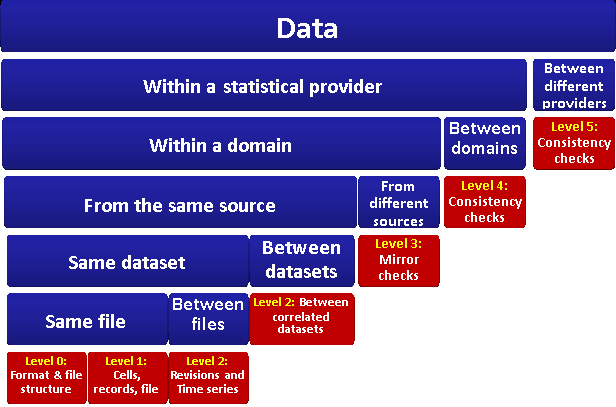 Data
Within a statistical provider
Between
different
providers
Within a domain
Between
domains
Level 5:
Consistency
checks
From the same source
From
different
sources
Level 4:
Consistency
checks
Same dataset
Between
datasets
Level 3:
Mirror
checks
Same file
Between
files
Level 2: Between
correlated
datasets
Level 0:
Format & file
structure
Level 1:
Cells,
records, file
Level 2:
Revisions and
Time series